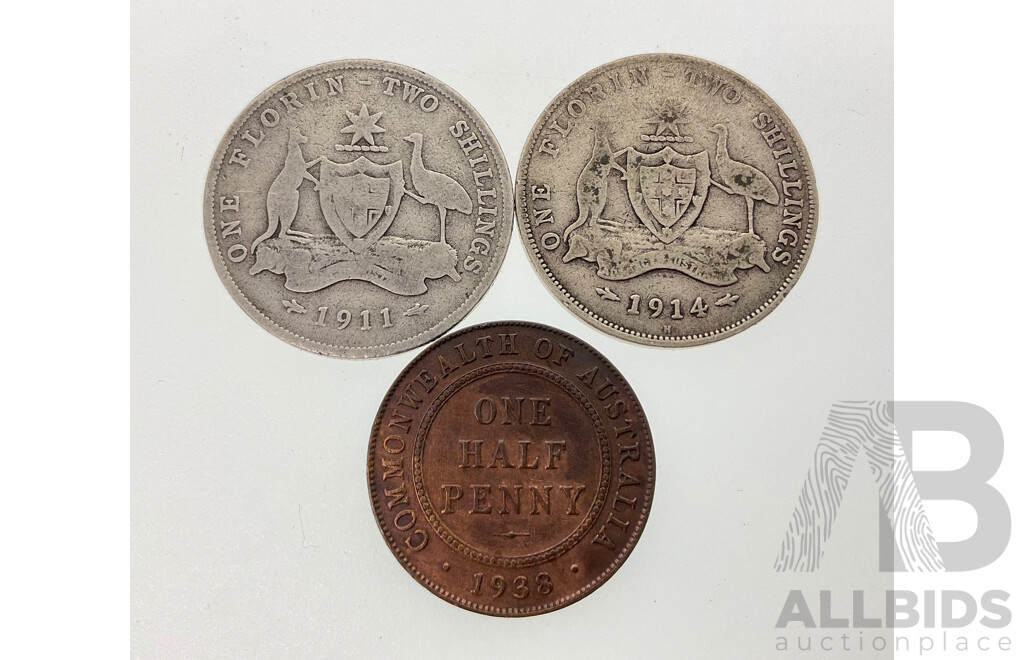 ONE FLORIN - TWO SHILLINGS
1911
ONE FLORIN - TWO SHILLINGS
1914
H
COMMONWEALTH OF AUSTRALIA
ONE
HALF
PENNY
· 1938 ·
AB
ALLBIDS
auctionplace